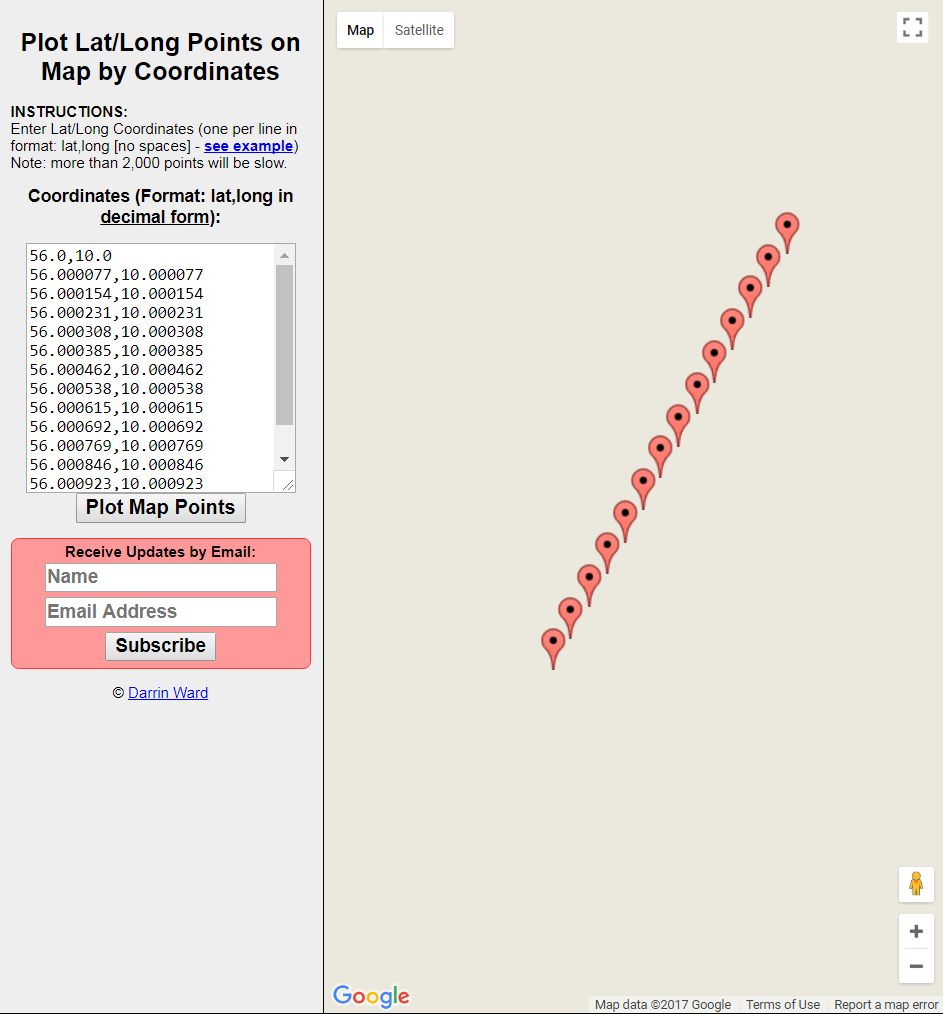 Plot Lat/Long Points on
Map by Coordinates
INSTRUCTIONS:
Enter Lat/Long Coordinates (one per line in
format: lat,long [no spaces] - see example)
Note: more than 2,000 points will be slow.
Coordinates (Format: lat,long in
decimal form):
56.0,10.0
56.000077,10.000077
56.000154,10.000154
56.000231,10.000231
56.000308,10.000308
56.000385,10.000385
56.000462,10.000462
56.000538,10.000538
56.000615,10.000615
56.000692,10.000692
56.000769,10.000769
56.000846,10.000846
56.000923,10.000923
Plot Map Points
Receive Updates by Email:
Name
Email Address
Subscribe
© Darrin Ward
Map Satellite
Google
Map data ©2017 Google Terms of Use Report a map error